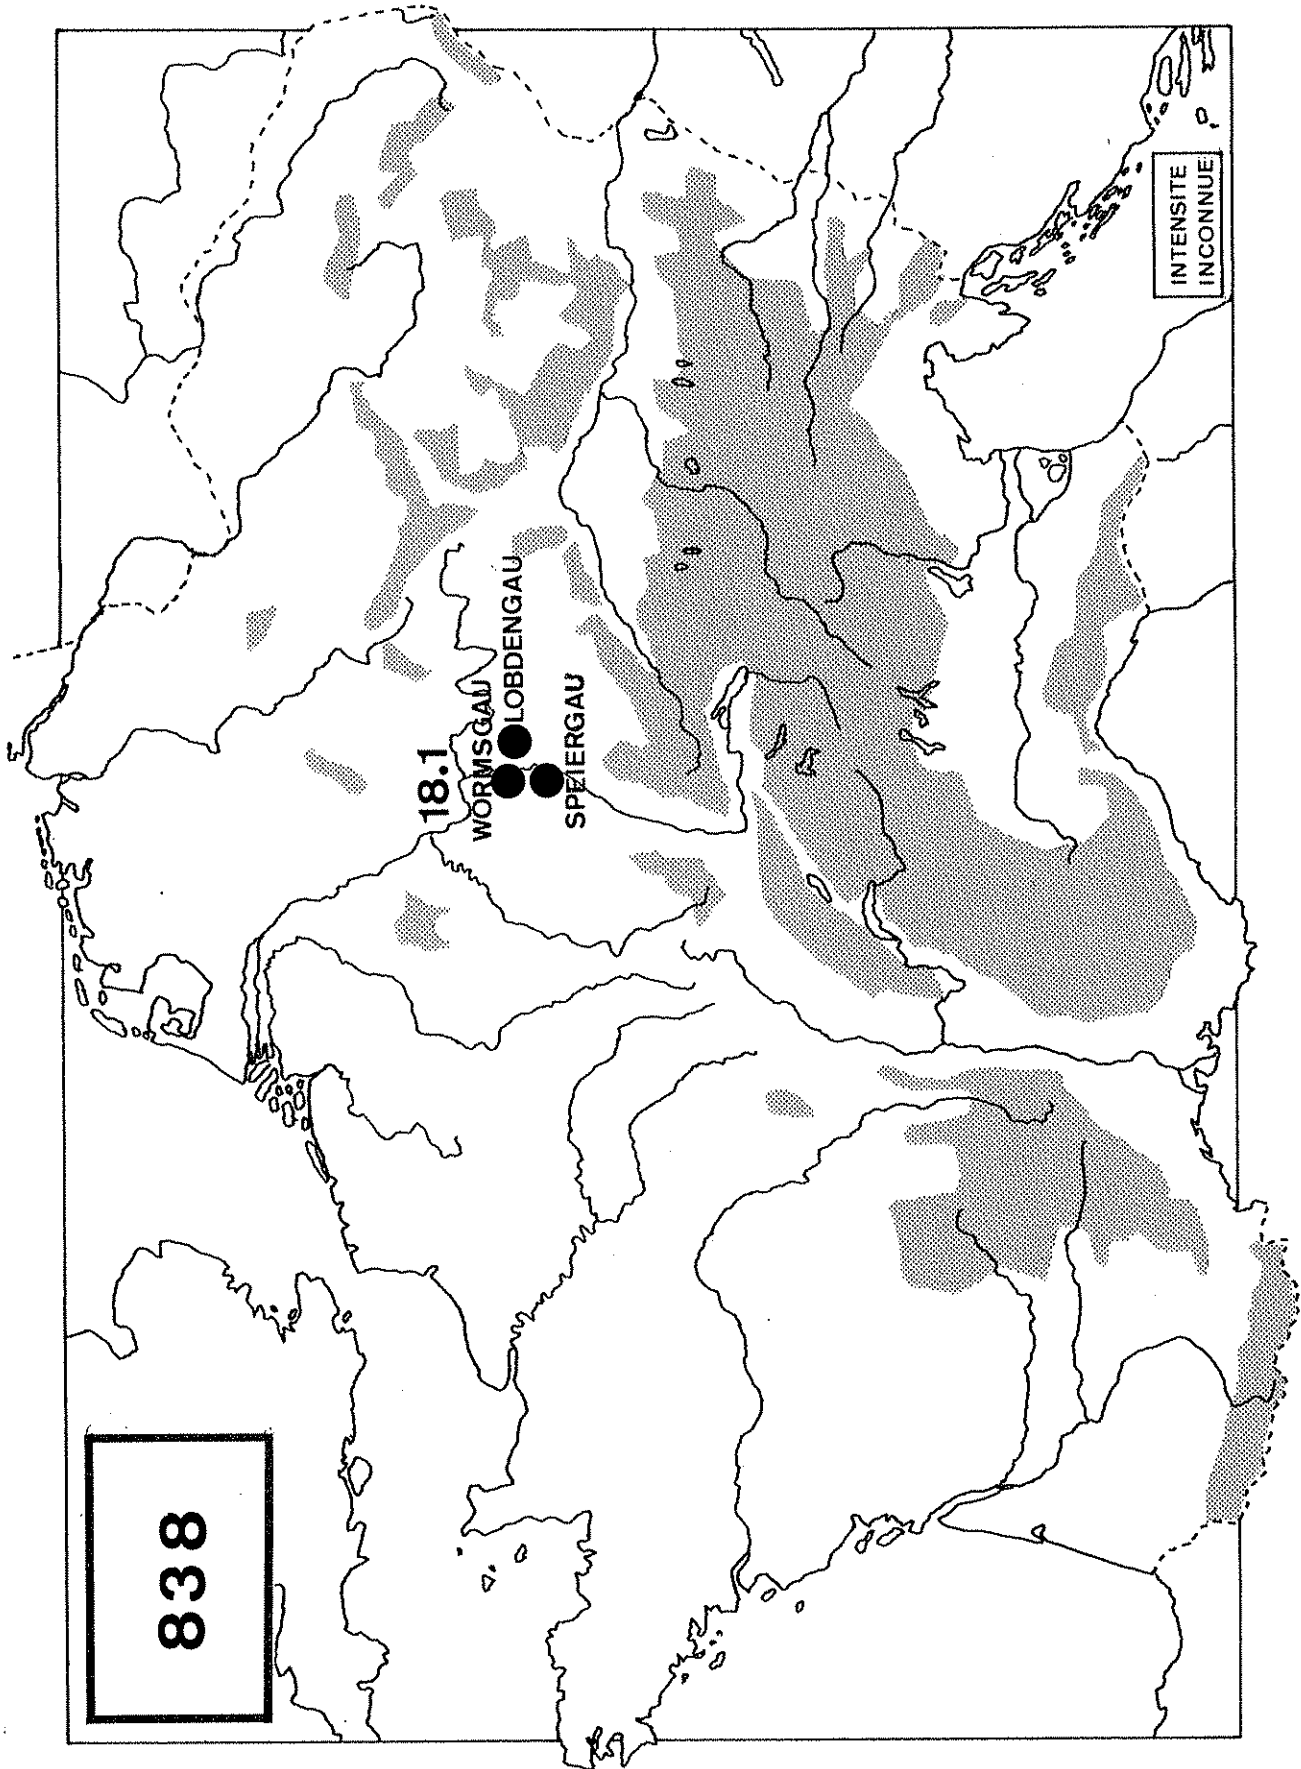 838
18.1
WORMSGAU
LOBDENGAU
SPEIERGAU
INTENSITE
INCONNUE